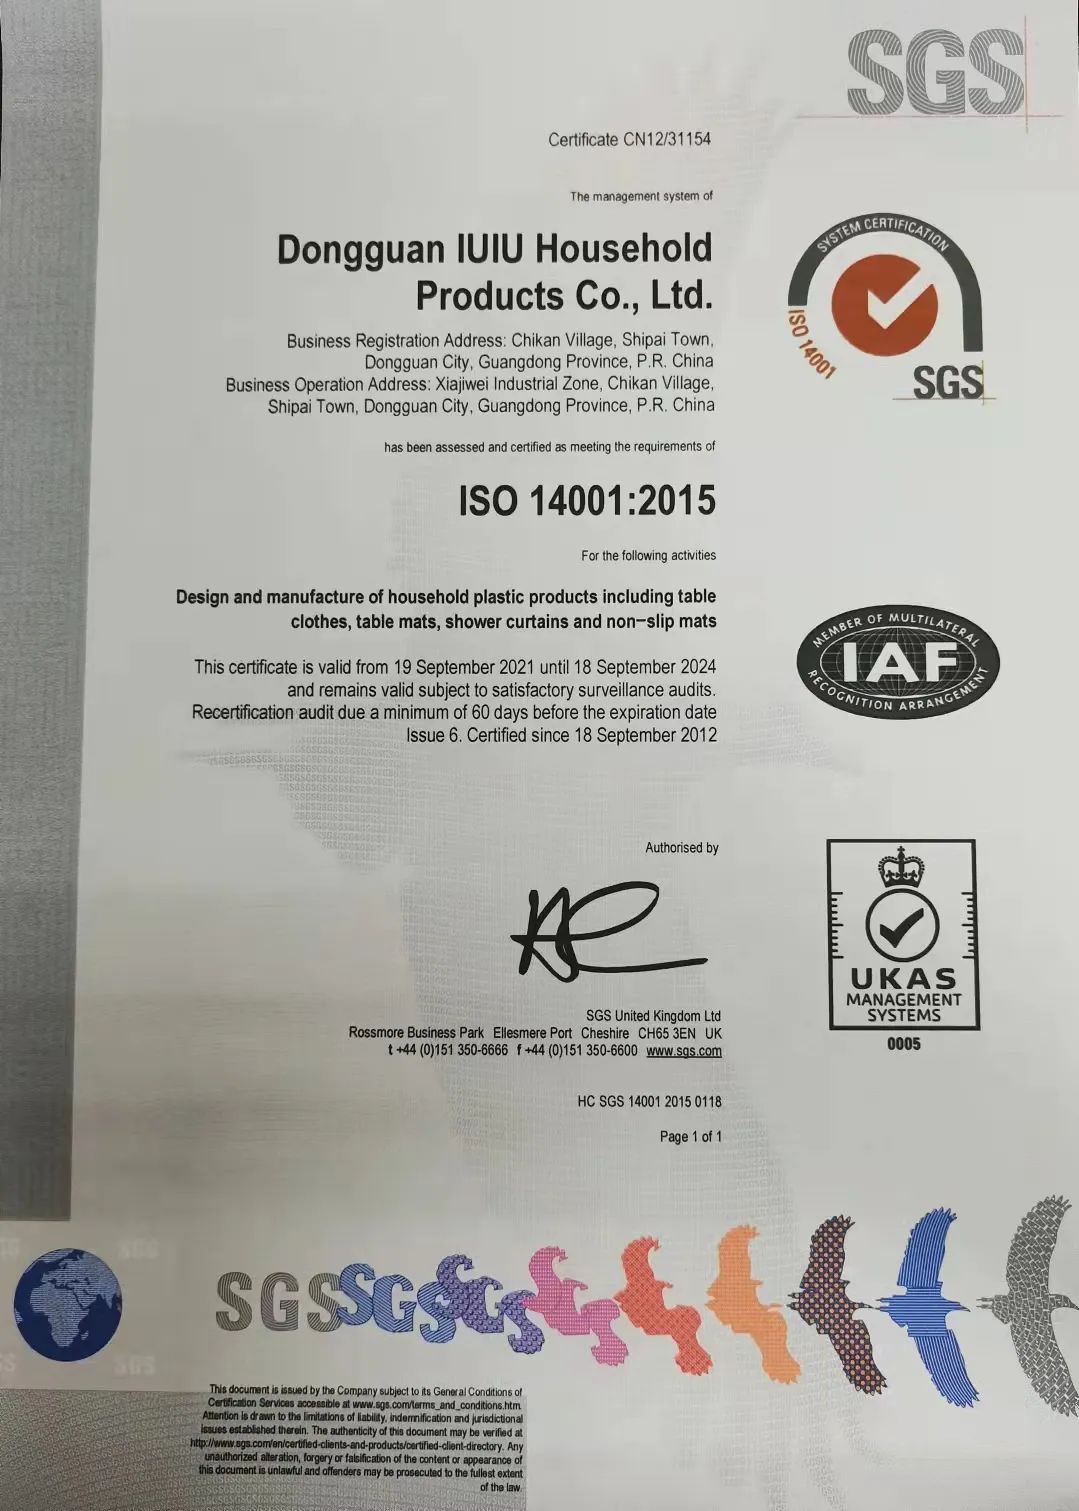 SGS
Certificate CN12/31154
The management system of
Dongguan IUIU Household
Products Co., Ltd.
Business Registration Address: Chikan Village, Shipai Town,
Dongguan City, Guangdong Province, P.R. China
Business Operation Address: Xiajiwei Industrial Zone, Chikan Village,
Shipai Town, Dongguan City, Guangdong Province, P.R. China
has been assessed and certified as meeting the requirements of
ISO 14001:2015
For the following activities
Design and manufacture of household plastic products including table
clothes, table mats, shower curtains and non-slip mats
This certificate is valid from 19 September 2021 until 18 September 2024
and remains valid subject to satisfactory surveillance audits.
Recertification audit due a minimum of 60 days before the expiration date
Issue 6. Certified since 18 September 2012
Authorised by
SGS United Kingdom Ltd
Rossmore Business Park Ellesmere Port Cheshire CH65 3EN UK
t +44 (0)151 350-6666 f +44 (0)151 350-6600 www.sgs.com
HC SGS 14001 2015 0118
Page 1 of 1
SYSTEM CERTIFICATION
ISO 14001
SGS
MEMBER OF MULTILATERAL
IAF
RECOGNITION ARRANGEMENT
UKAS
MANAGEMENT
SYSTEMS
0005
SGS SGS SGS
This document is issued by the Company subject to its General Conditions of
Certification Services accessible at www.sgs.com/terms_and_conditions.htm.
Attention is drawn to the limitations of liability, indemnification and jurisdictional
issues established therein. The authenticity of this document may be verified at
http://www.sgs.com/en/certified-clients-and-products/certified-client-directory. Any
unauthorized alteration, forgery or falsification of the content or appearance of
this document is unlawful and offenders may be prosecuted to the fullest extent
of the law.